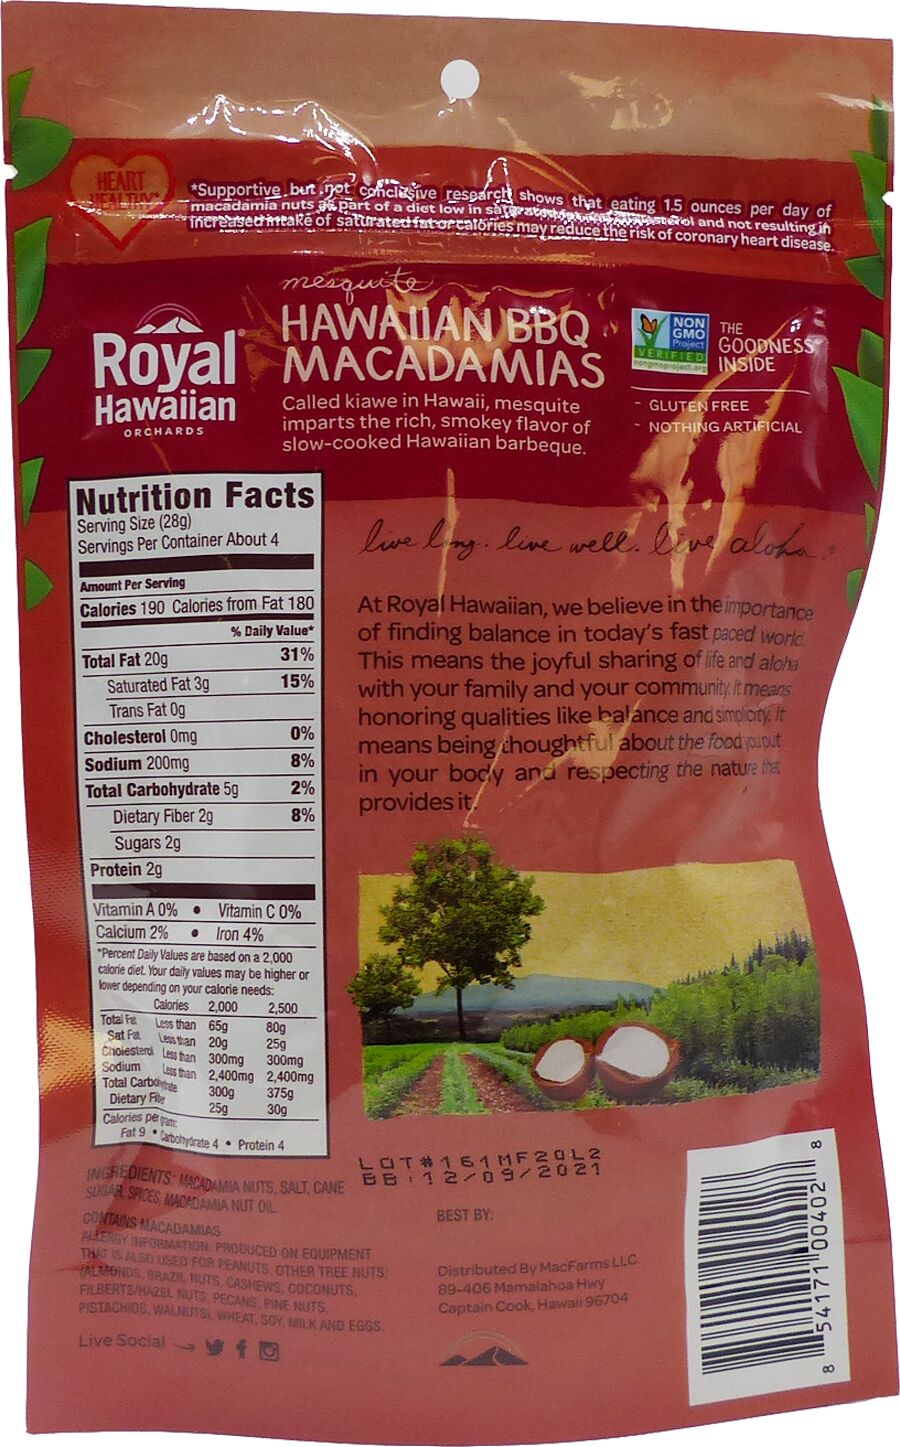 HEART
HEALTHY*
*Supportive but not conclusive research shows that eating 1.5 ounces per day of
macadamia nuts as part of a diet low in saturated fat and cholesterol and not resulting in
increased intake of saturated fat or calories may reduce the risk of coronary heart disease.
mesquite
HAWAIIAN BBQ
MACADAMIAS
Royal®
Hawaiian
ORCHARDS
Called kiawe in Hawaii, mesquite
imparts the rich, smokey flavor of
slow-cooked Hawaiian barbeque.
NON
GMO
Project
VERIFIED
nongmoproject.org
THE
GOODNESS
INSIDE
- GLUTEN FREE
- NOTHING ARTIFICIAL
Nutrition Facts
Serving Size (28g)
Servings Per Container About 4
Amount Per Serving
Calories 190 Calories from Fat 180
% Daily Value*
Total Fat 20g 31%
Saturated Fat 3g 15%
Trans Fat 0g
Cholesterol 0mg 0%
Sodium 200mg 8%
Total Carbohydrate 5g 2%
Dietary Fiber 2g 8%
Sugars 2g
Protein 2g
Vitamin A 0% • Vitamin C 0%
Calcium 2% • Iron 4%
*Percent Daily Values are based on a 2,000
calorie diet. Your daily values may be higher or
lower depending on your calorie needs:
Calories 2,000 2,500
Total Fat Less than 65g 80g
Sat Fat Less than 20g 25g
Cholesterol Less than 300mg 300mg
Sodium Less than 2,400mg 2,400mg
Total Carbohydrate 300g 375g
Dietary Fiber 25g 30g
Calories per gram:
Fat 9 • Carbohydrate 4 • Protein 4
live long. live well. live aloha.
At Royal Hawaiian, we believe in the importance
of finding balance in today's fast paced world.
This means the joyful sharing of life and aloha
with your family and your community. It means
honoring qualities like balance and simplicity. It
means being thoughtful about the food you put
in your body and respecting the nature that
provides it.
INGREDIENTS: MACADAMIA NUTS, SALT, CANE
SUGAR, SPICES, MACADAMIA NUT OIL.
CONTAINS MACADAMIAS
ALLERGY INFORMATION: PRODUCED ON EQUIPMENT
THAT IS ALSO USED FOR PEANUTS, OTHER TREE NUTS:
(ALMONDS, BRAZIL NUTS, CASHEWS, COCONUTS,
FILBERTS/HAZEL NUTS, PECANS, PINE NUTS,
PISTACHIOS, WALNUTS), WHEAT, SOY, MILK AND EGGS.
Live Social
LOT#161MF20L2
BB:12/09/2021
BEST BY:
Distributed By MacFarms LLC
89-406 Mamalahoa Hwy
Captain Cook, Hawaii 96704
8 54171 00402 8